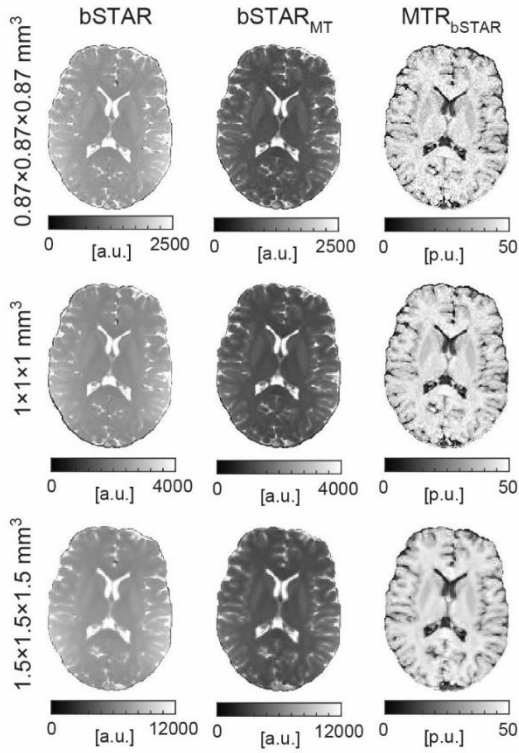 bSTAR bSTAR_MT MTR_bSTAR
0.87×0.87×0.87 mm³
0 2500 0 2500 0 50
[a.u.] [a.u.] [p.u.]
1×1×1 mm³
0 4000 0 4000 0 50
[a.u.] [a.u.] [p.u.]
1.5×1.5×1.5 mm³
0 12000 0 12000 0 50
[a.u.] [a.u.] [p.u.]